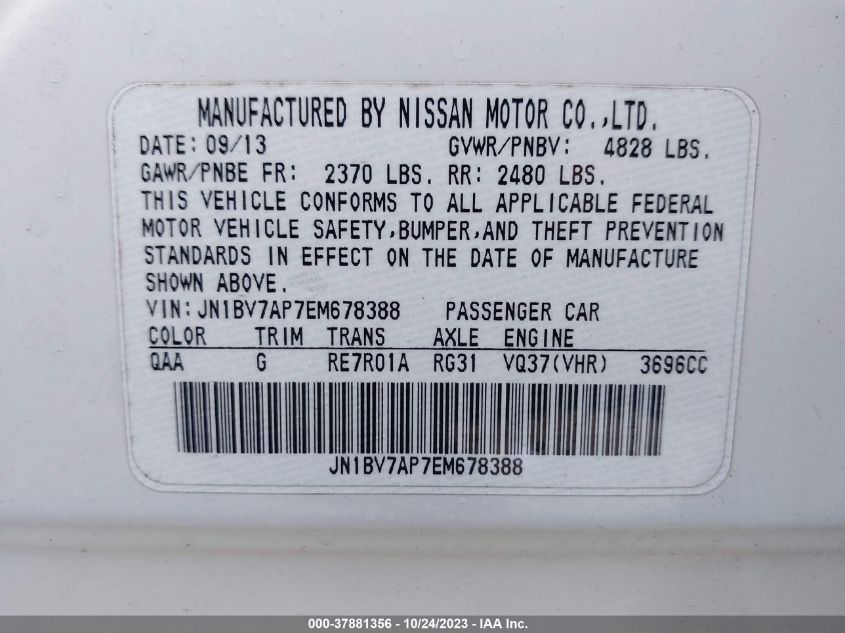 MANUFACTURED BY NISSAN MOTOR CO.,LTD.
DATE: 09/13 GVWR/PNBV: 4828 LBS.
GAWR/PNBE FR: 2370 LBS. RR: 2480 LBS.
THIS VEHICLE CONFORMS TO ALL APPLICABLE FEDERAL
MOTOR VEHICLE SAFETY,BUMPER,AND THEFT PREVENTION
STANDARDS IN EFFECT ON THE DATE OF MANUFACTURE
SHOWN ABOVE.
VIN: JN1BV7AP7EM678388 PASSENGER CAR
COLOR TRIM TRANS AXLE ENGINE
QAA G RE7R01A RG31 VQ37(VHR) 3696CC
JN1BV7AP7EM678388
000-37881356 - 10/24/2023 - IAA Inc.